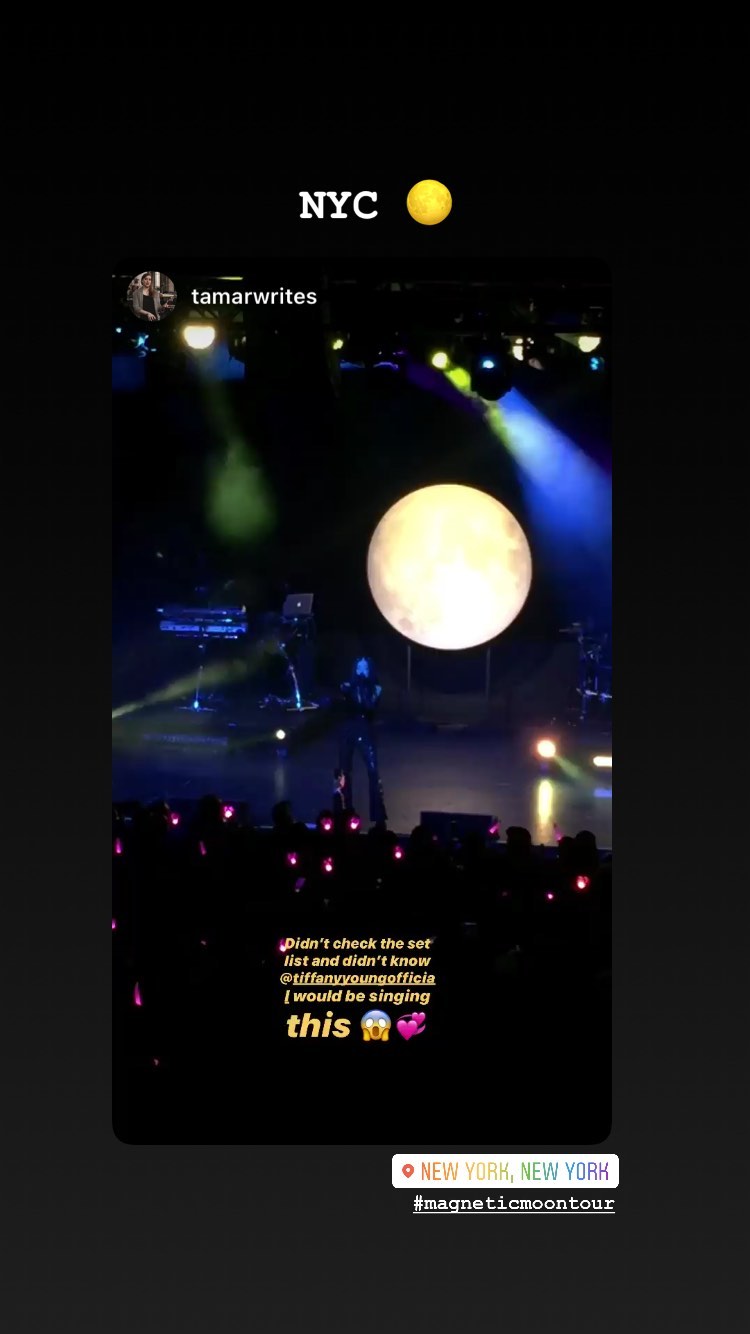 NYC 🌕
tamarwrites
Didn't check the set
list and didn't know
@tiffanyyoungofficia
l would be singing
this 😱💞
NEW YORK, NEW YORK
#magneticmoontour